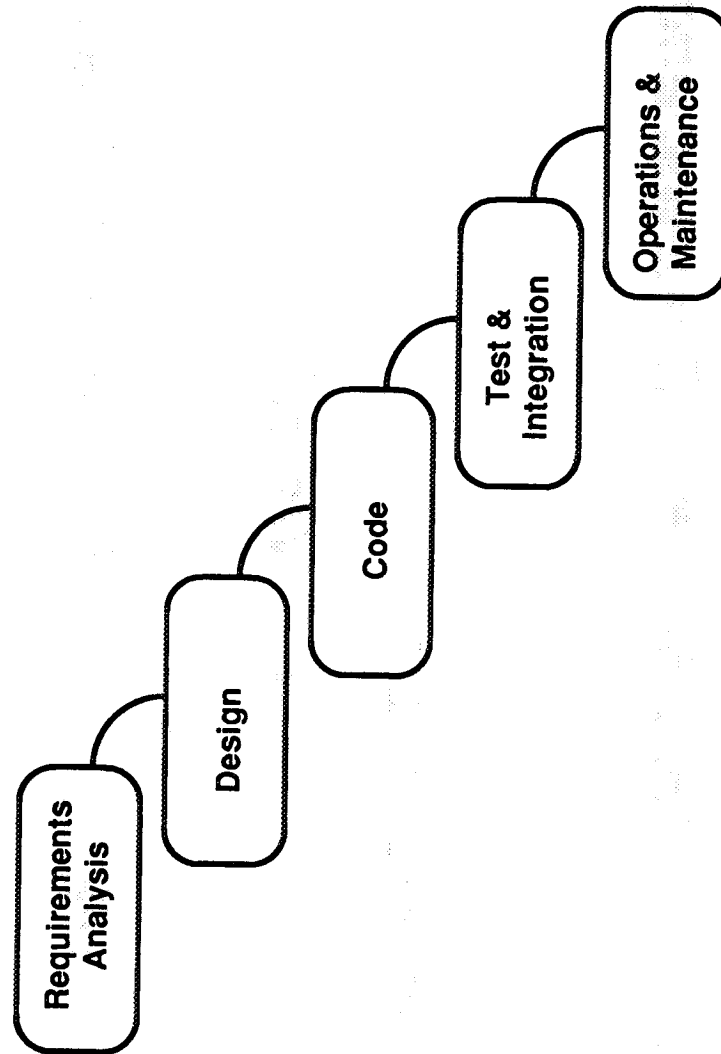 Requirements
Analysis
Design
Code
Test &
Integration
Operations &
Maintenance